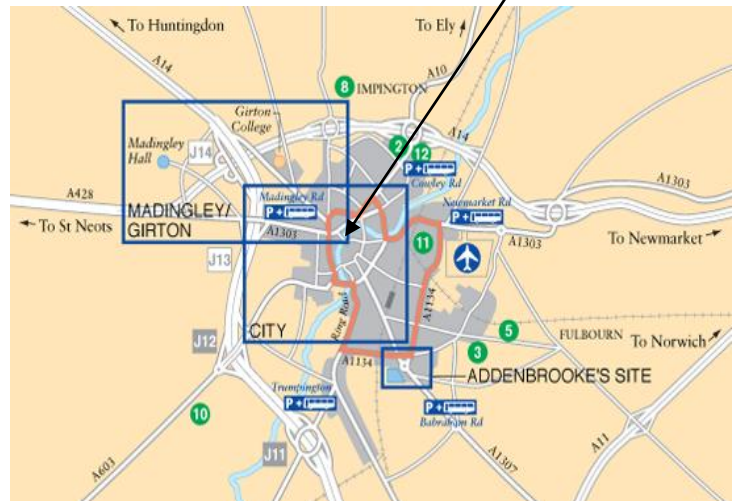 To Huntingdon
To Ely
A14
A10
8 IMPINGTON
Girton
College
Madingley
Hall
J14
2
12
A14
P+
Cowley Rd
A1303
A428
Madingley Rd
P+
Newmarket Rd
P+
MADINGLEY/
GIRTON
To St Neots
A1303
11
A1303
To Newmarket
J13
Ring Road
A1134
CITY
5
FULBOURN
J12
3
To Norwich
A1134
ADDENBROOKE'S SITE
Trumpington
P+
10
P+
Babraham Rd
J11
A603
A1307
A11